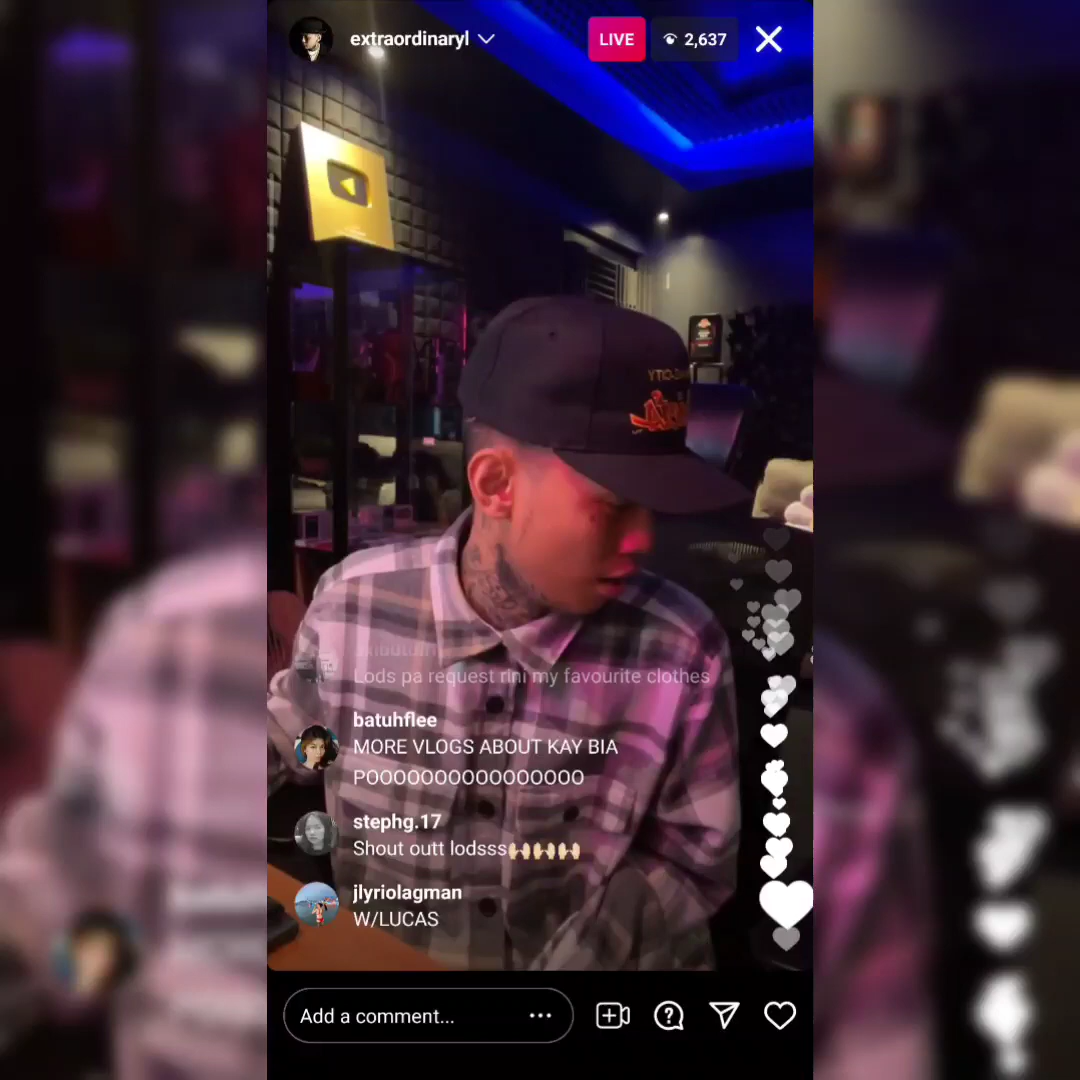 extraordinaryl
LIVE
2,637
Lods pa request rini my favourite clothes
batuhflee
MORE VLOGS ABOUT KAY BIA
POOOOOOOOOOOOOOOO
stephg.17
Shout outt lodsss🙌🏻🙌🏻🙌🏻
jlyriolagman
W/LUCAS
Add a comment...